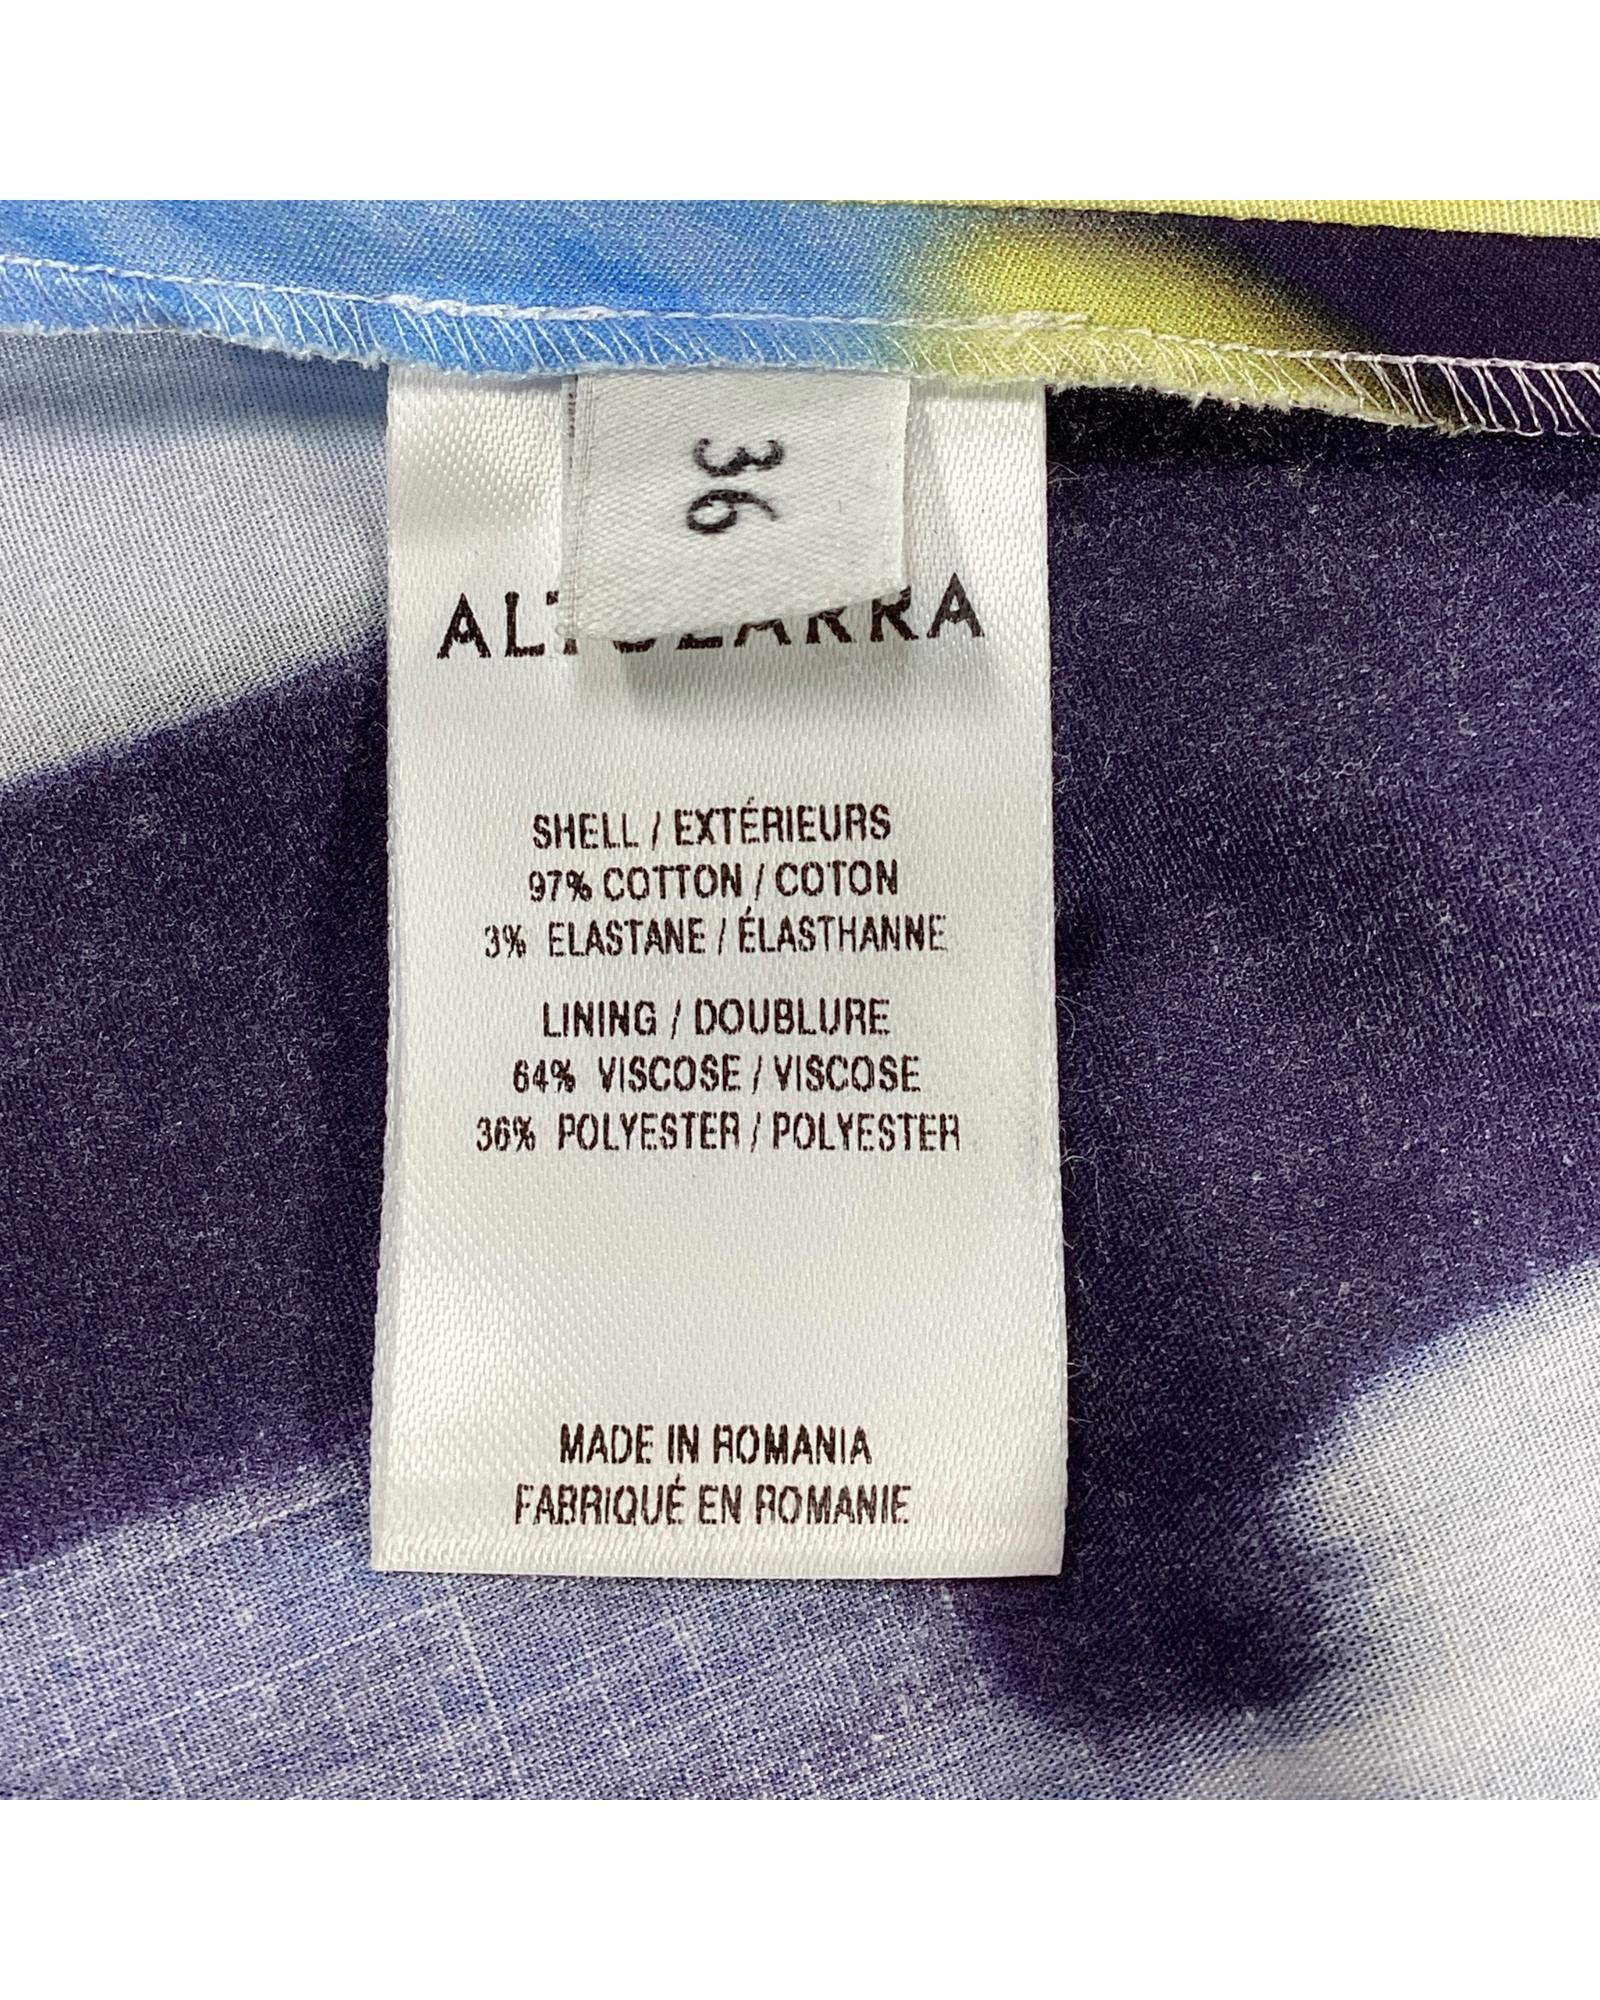 36
ALTUZARRA
SHELL / EXTÉRIEURS
97% COTTON / COTON
3% ELASTANE / ÉLASTHANNE
LINING / DOUBLURE
64% VISCOSE / VISCOSE
36% POLYESTER / POLYESTER
MADE IN ROMANIA
FABRIQUÉ EN ROMANIE